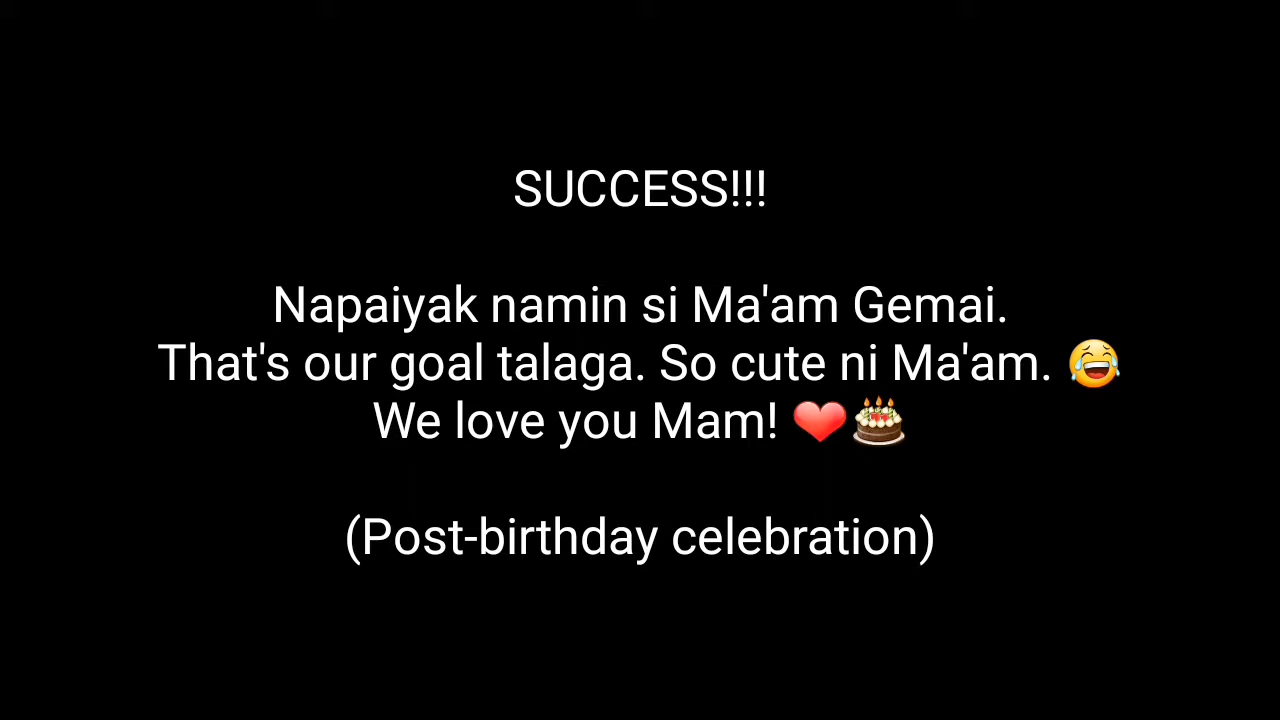 SUCCESS!!!
Napaiyak namin si Ma'am Gemai.
That's our goal talaga. So cute ni Ma'am. 😂
We love you Mam! ❤️🎂
(Post-birthday celebration)